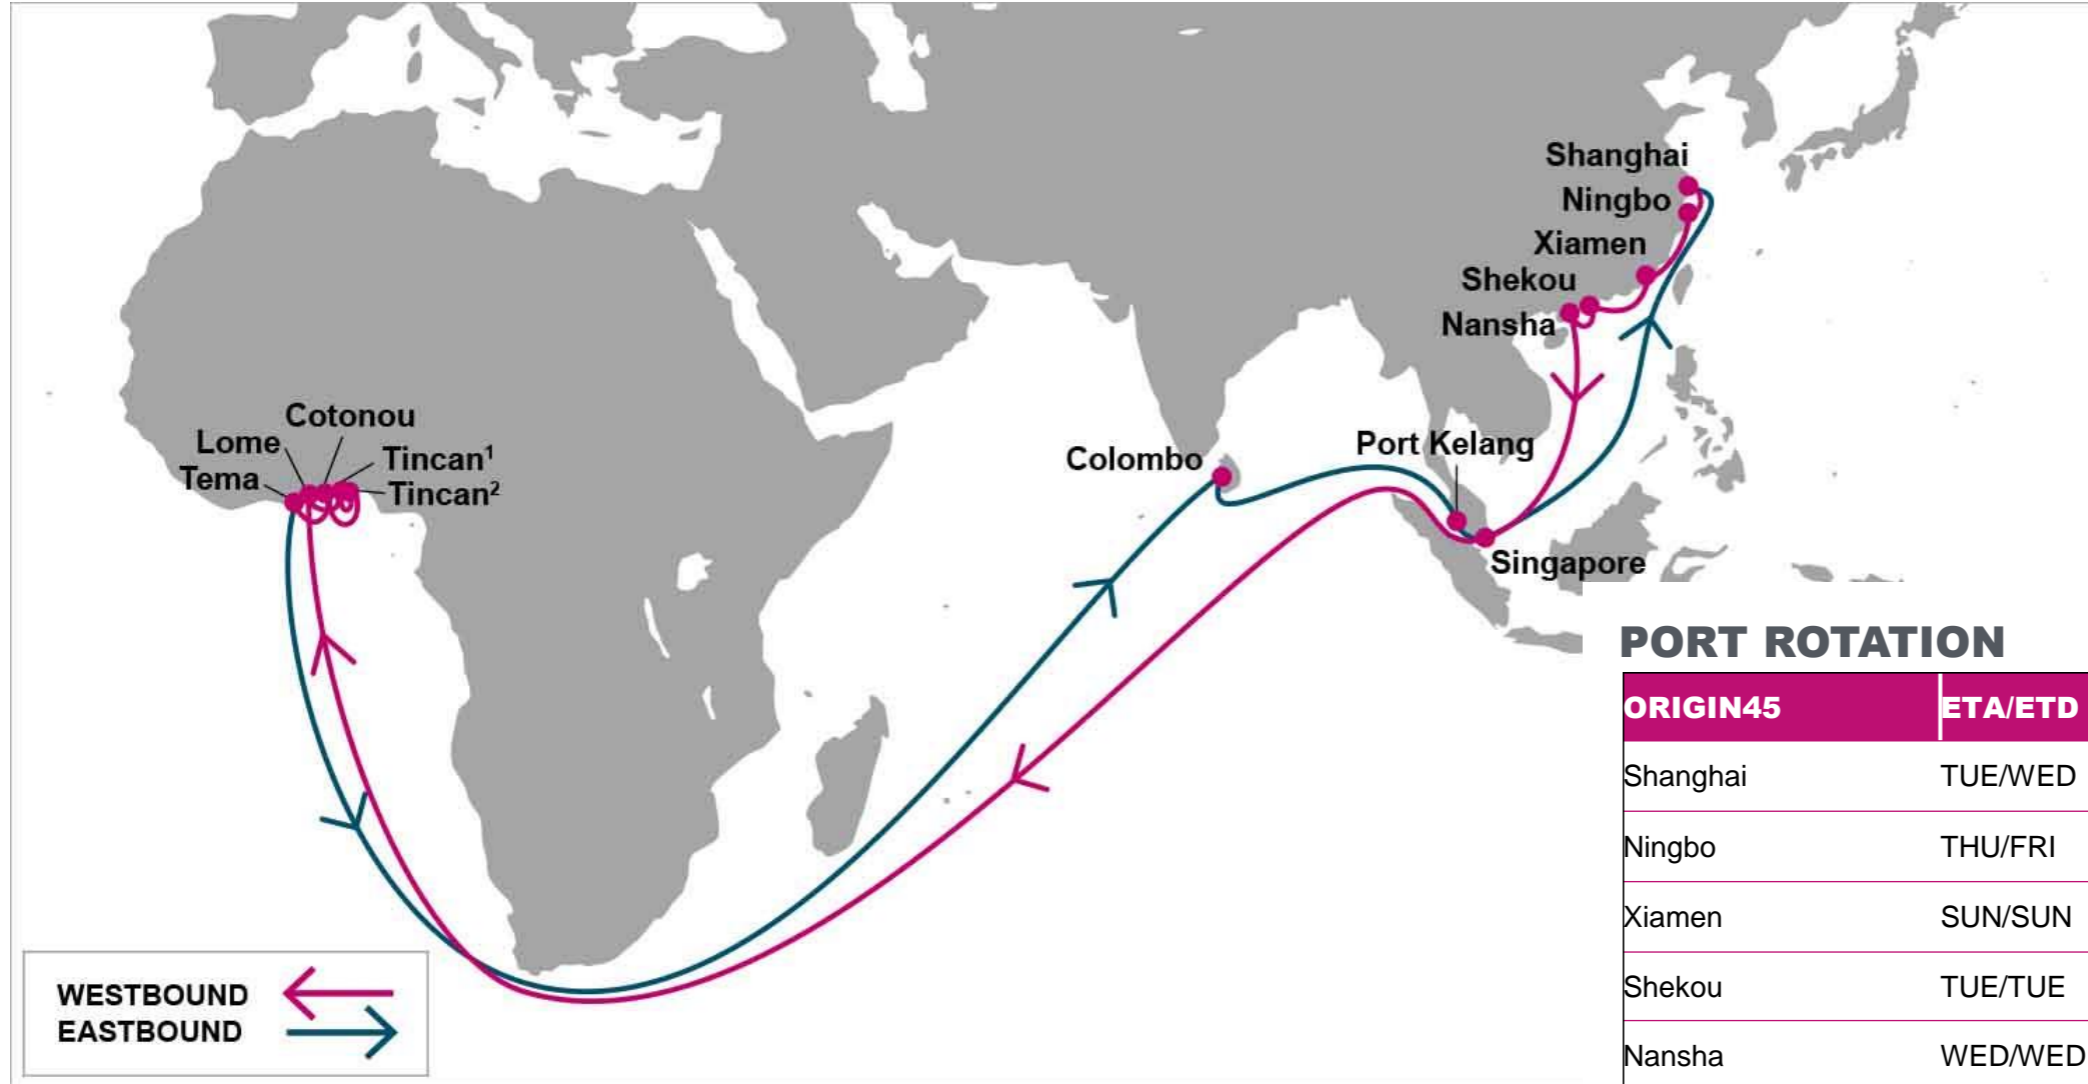 Shanghai
Ningbo
Xiamen
Shekou
Nansha
Cotonou
Lome
Tincan¹
Tema
Tincan²
Colombo
Port Kelang
Singapore
WESTBOUND
EASTBOUND
PORT ROTATION
ORIGIN45 ETA/ETD
Shanghai TUE/WED
Ningbo THU/FRI
Xiamen SUN/SUN
Shekou TUE/TUE
Nansha WED/WED